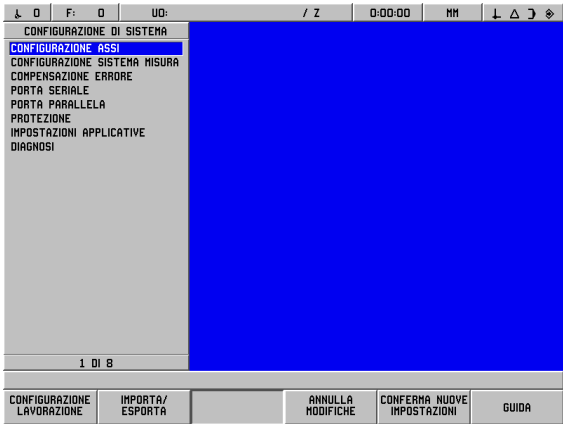 0 F: 0 UO: / Z 0:00:00 MM
CONFIGURAZIONE DI SISTEMA
CONFIGURAZIONE ASSI
CONFIGURAZIONE SISTEMA MISURA
COMPENSAZIONE ERRORE
PORTA SERIALE
PORTA PARALLELA
PROTEZIONE
IMPOSTAZIONI APPLICATIVE
DIAGNOSI
1 DI 8
CONFIGURAZIONE
LAVORAZIONE
IMPORTA/
ESPORTA
ANNULLA
MODIFICHE
CONFERMA NUOVE
IMPOSTAZIONI
GUIDA